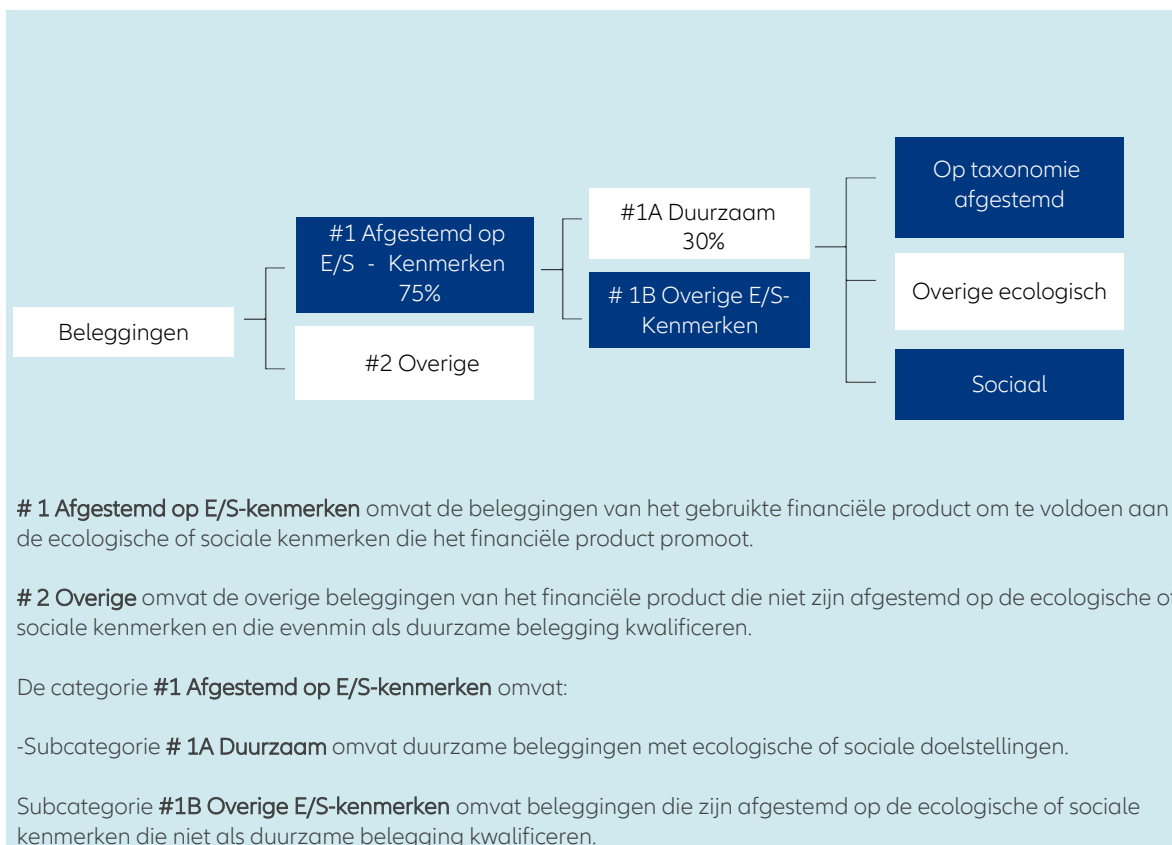 Op taxonomie
afgestemd
#1A Duurzaam
30%
#1 Afgestemd op
E/S - Kenmerken
75%
# 1B Overige E/S-
Kenmerken
Overige ecologisch
Beleggingen
#2 Overige
Sociaal
# 1 Afgestemd op E/S-kenmerken omvat de beleggingen van het gebruikte financiële product om te voldoen aan
de ecologische of sociale kenmerken die het financiële product promoot.
# 2 Overige omvat de overige beleggingen van het financiële product die niet zijn afgestemd op de ecologische of
sociale kenmerken en die evenmin als duurzame belegging kwalificeren.
De categorie #1 Afgestemd op E/S-kenmerken omvat:
-Subcategorie # 1A Duurzaam omvat duurzame beleggingen met ecologische of sociale doelstellingen.
Subcategorie #1B Overige E/S-kenmerken omvat beleggingen die zijn afgestemd op de ecologische of sociale
kenmerken die niet als duurzame belegging kwalificeren.